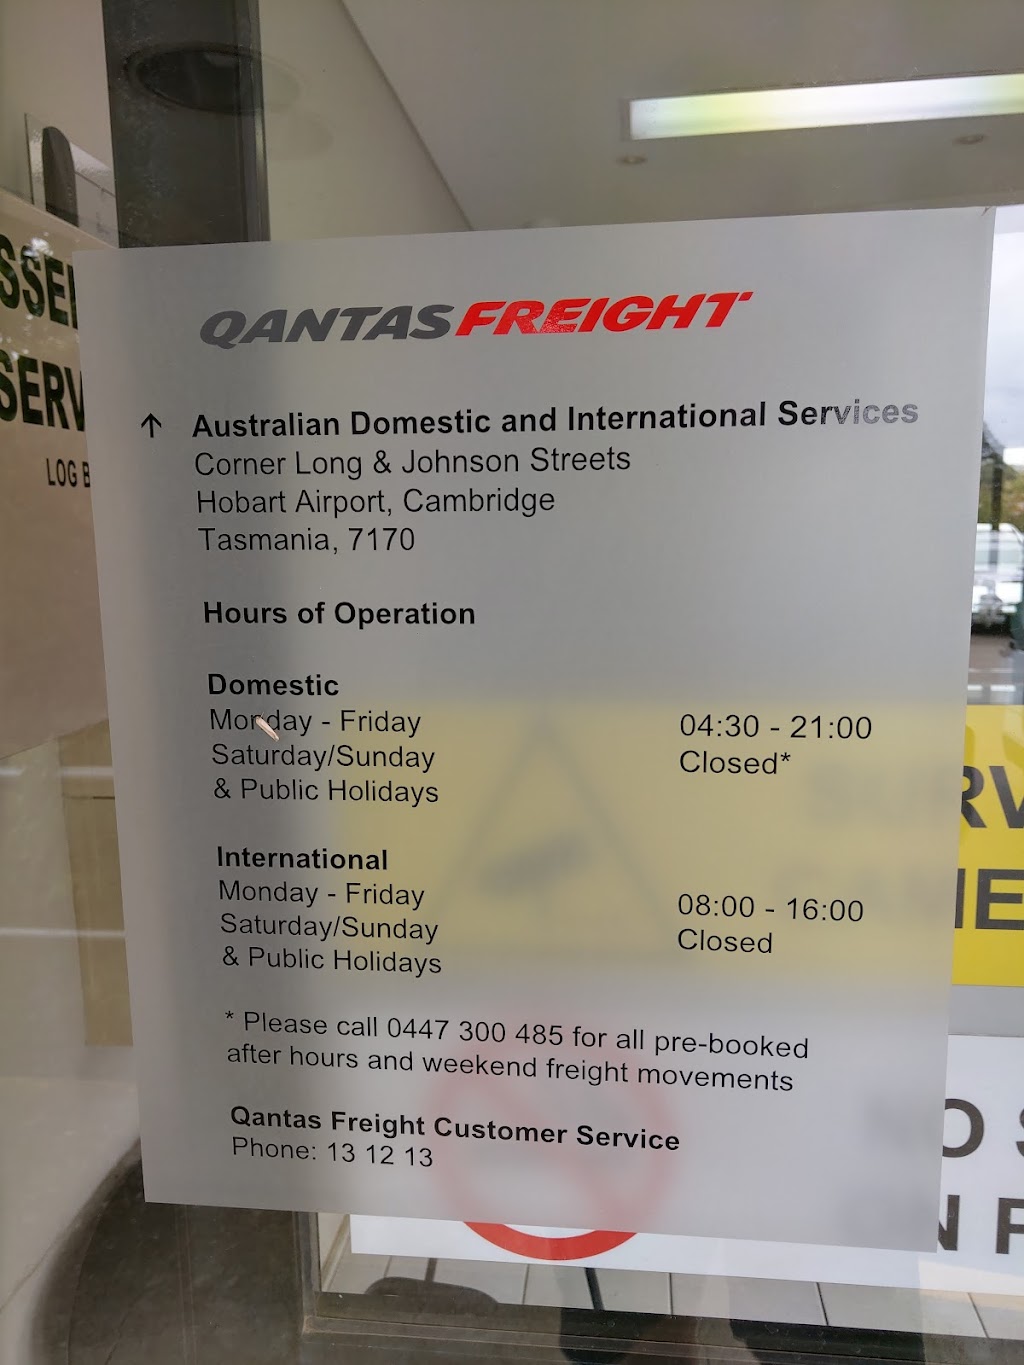 QANTAS FREIGHT
↑ Australian Domestic and International Services
Corner Long & Johnson Streets
Hobart Airport, Cambridge
Tasmania, 7170
Hours of Operation
Domestic
Monday - Friday 04:30 - 21:00
Saturday/Sunday Closed*
& Public Holidays
International
Monday - Friday 08:00 - 16:00
Saturday/Sunday Closed
& Public Holidays
* Please call 0447 300 485 for all pre-booked
after hours and weekend freight movements
Qantas Freight Customer Service
Phone: 13 12 13
LOG